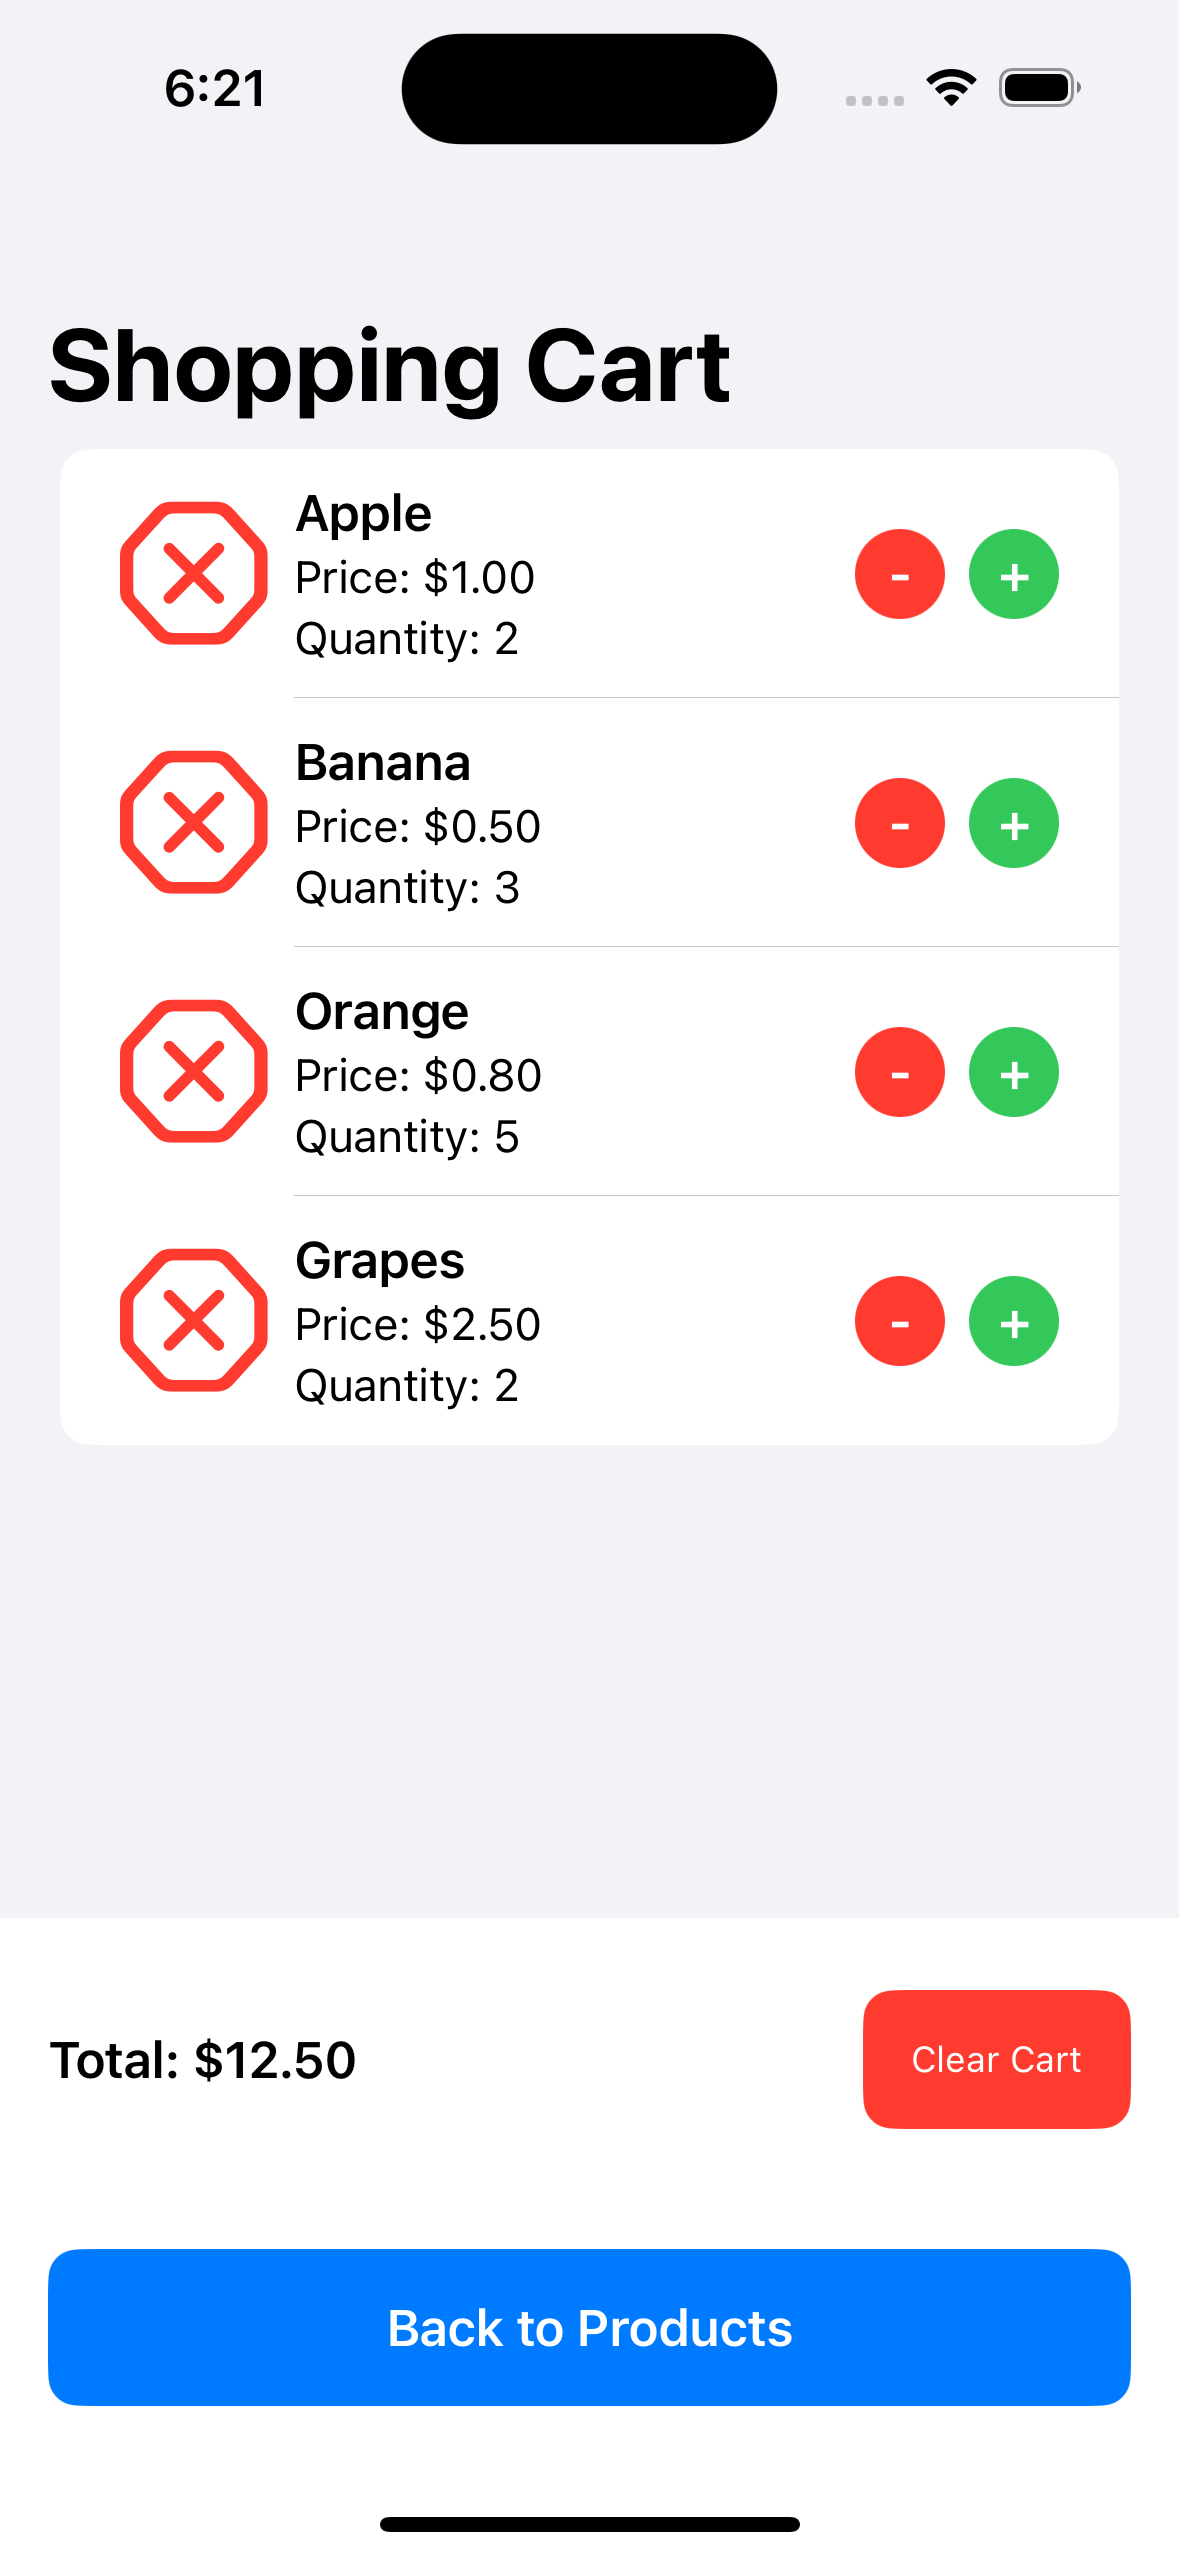 6:21
Shopping Cart
Apple
Price: $1.00
Quantity: 2
- +
Banana
Price: $0.50
Quantity: 3
- +
Orange
Price: $0.80
Quantity: 5
- +
Grapes
Price: $2.50
Quantity: 2
- +
Total: $12.50
Clear Cart
Back to Products